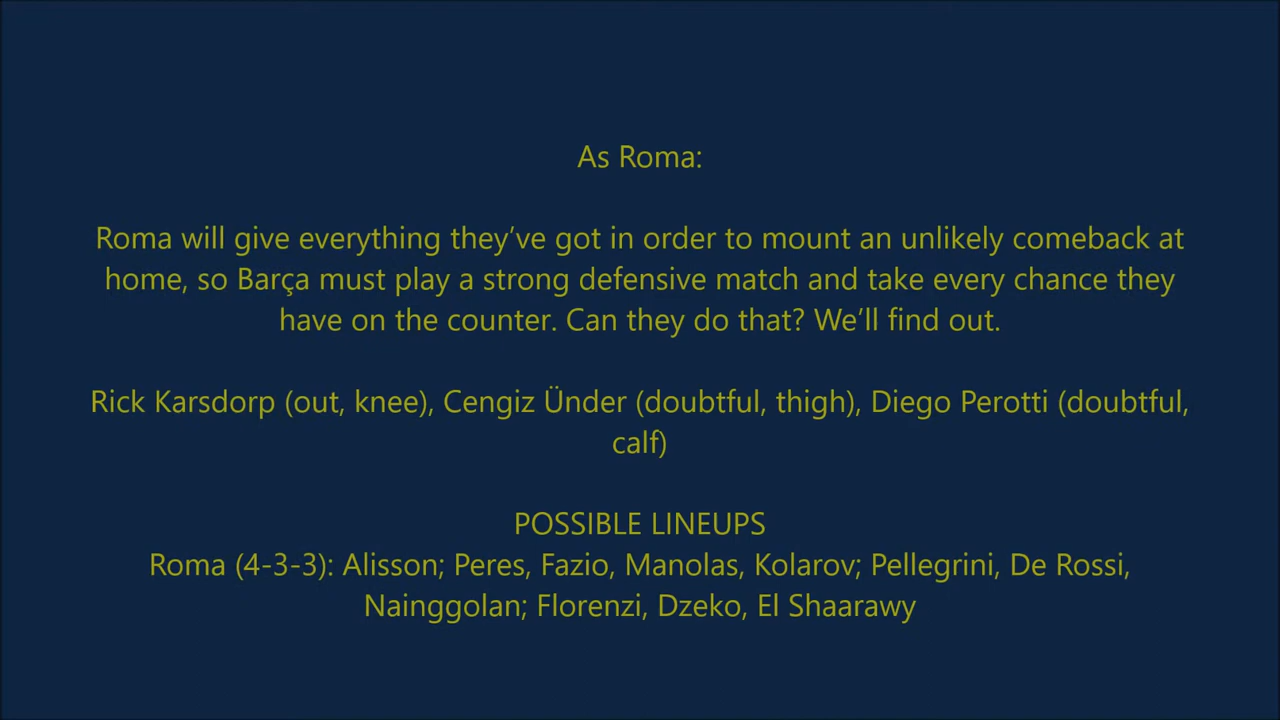 As Roma:
Roma will give everything they’ve got in order to mount an unlikely comeback at
home, so Barça must play a strong defensive match and take every chance they
have on the counter. Can they do that? We’ll find out.
Rick Karsdorp (out, knee), Cengiz Ünder (doubtful, thigh), Diego Perotti (doubtful,
calf)
POSSIBLE LINEUPS
Roma (4-3-3): Alisson; Peres, Fazio, Manolas, Kolarov; Pellegrini, De Rossi,
Nainggolan; Florenzi, Dzeko, El Shaarawy